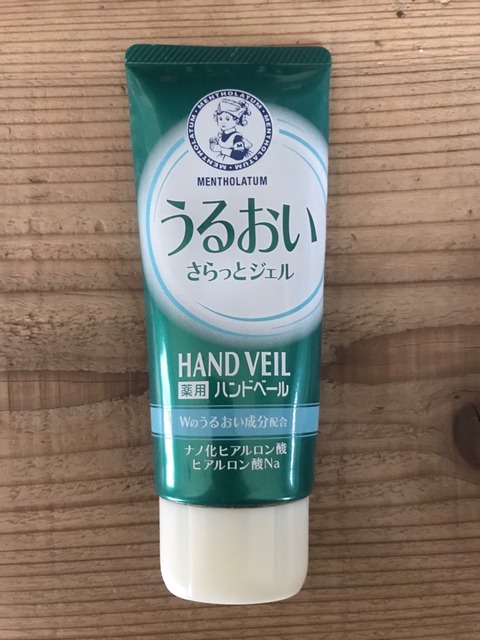 MENTHOLATUM・MENTHOLATUM・MENTHOLATUM
M
MENTHOLATUM
うるおい
さらっとジェル
HAND VEIL
薬用 ハンドベール
Wのうるおい成分配合
ナノ化ヒアルロン酸
ヒアルロン酸Na